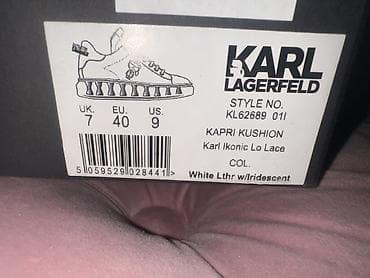 KARL
LAGERFELD
STYLE NO.
KL62689 01I
KAPRI KUSHION
Karl Ikonic Lo Lace
COL.
White Lthr w/Iridescent
UK. EU. US.
7 40 9
5 059529 028441 >